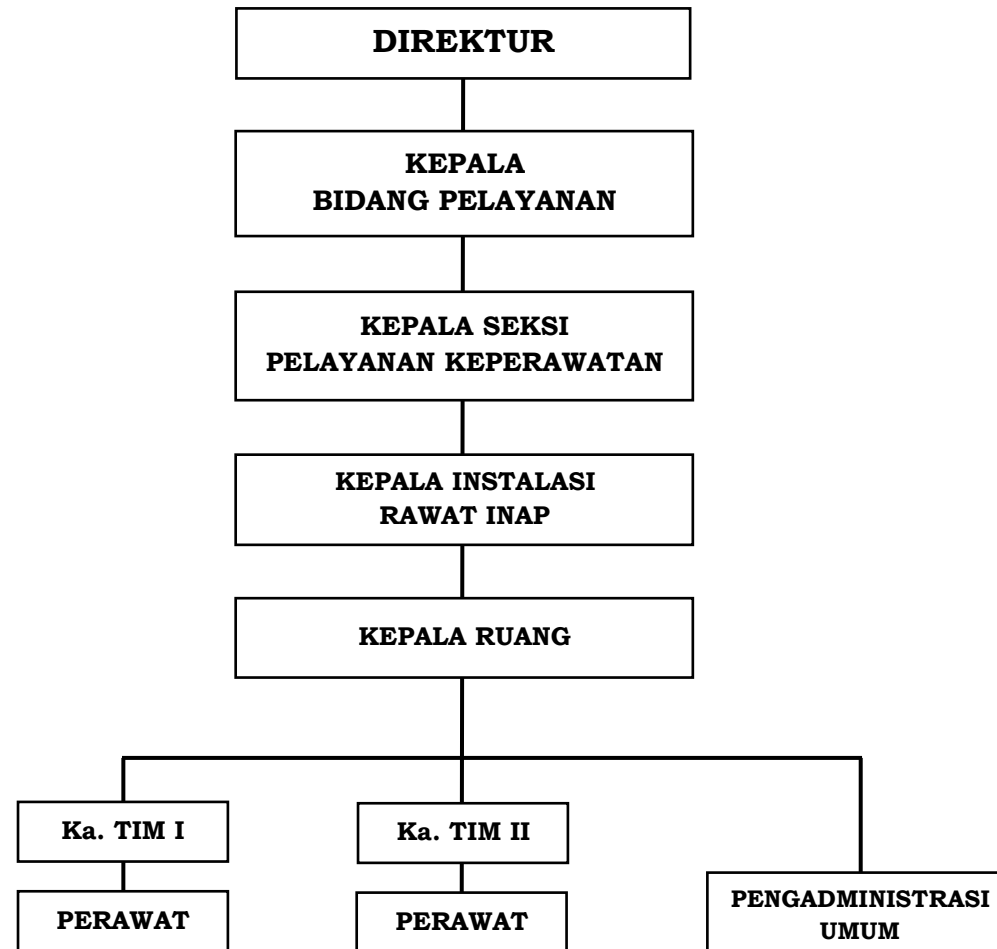 DIREKTUR
KEPALA
BIDANG PELAYANAN
KEPALA SEKSI
PELAYANAN KEPERAWATAN
KEPALA INSTALASI
RAWAT INAP
KEPALA RUANG
Ka. TIM I
Ka. TIM II
PERAWAT
PERAWAT
PENGADMINISTRASI
UMUM